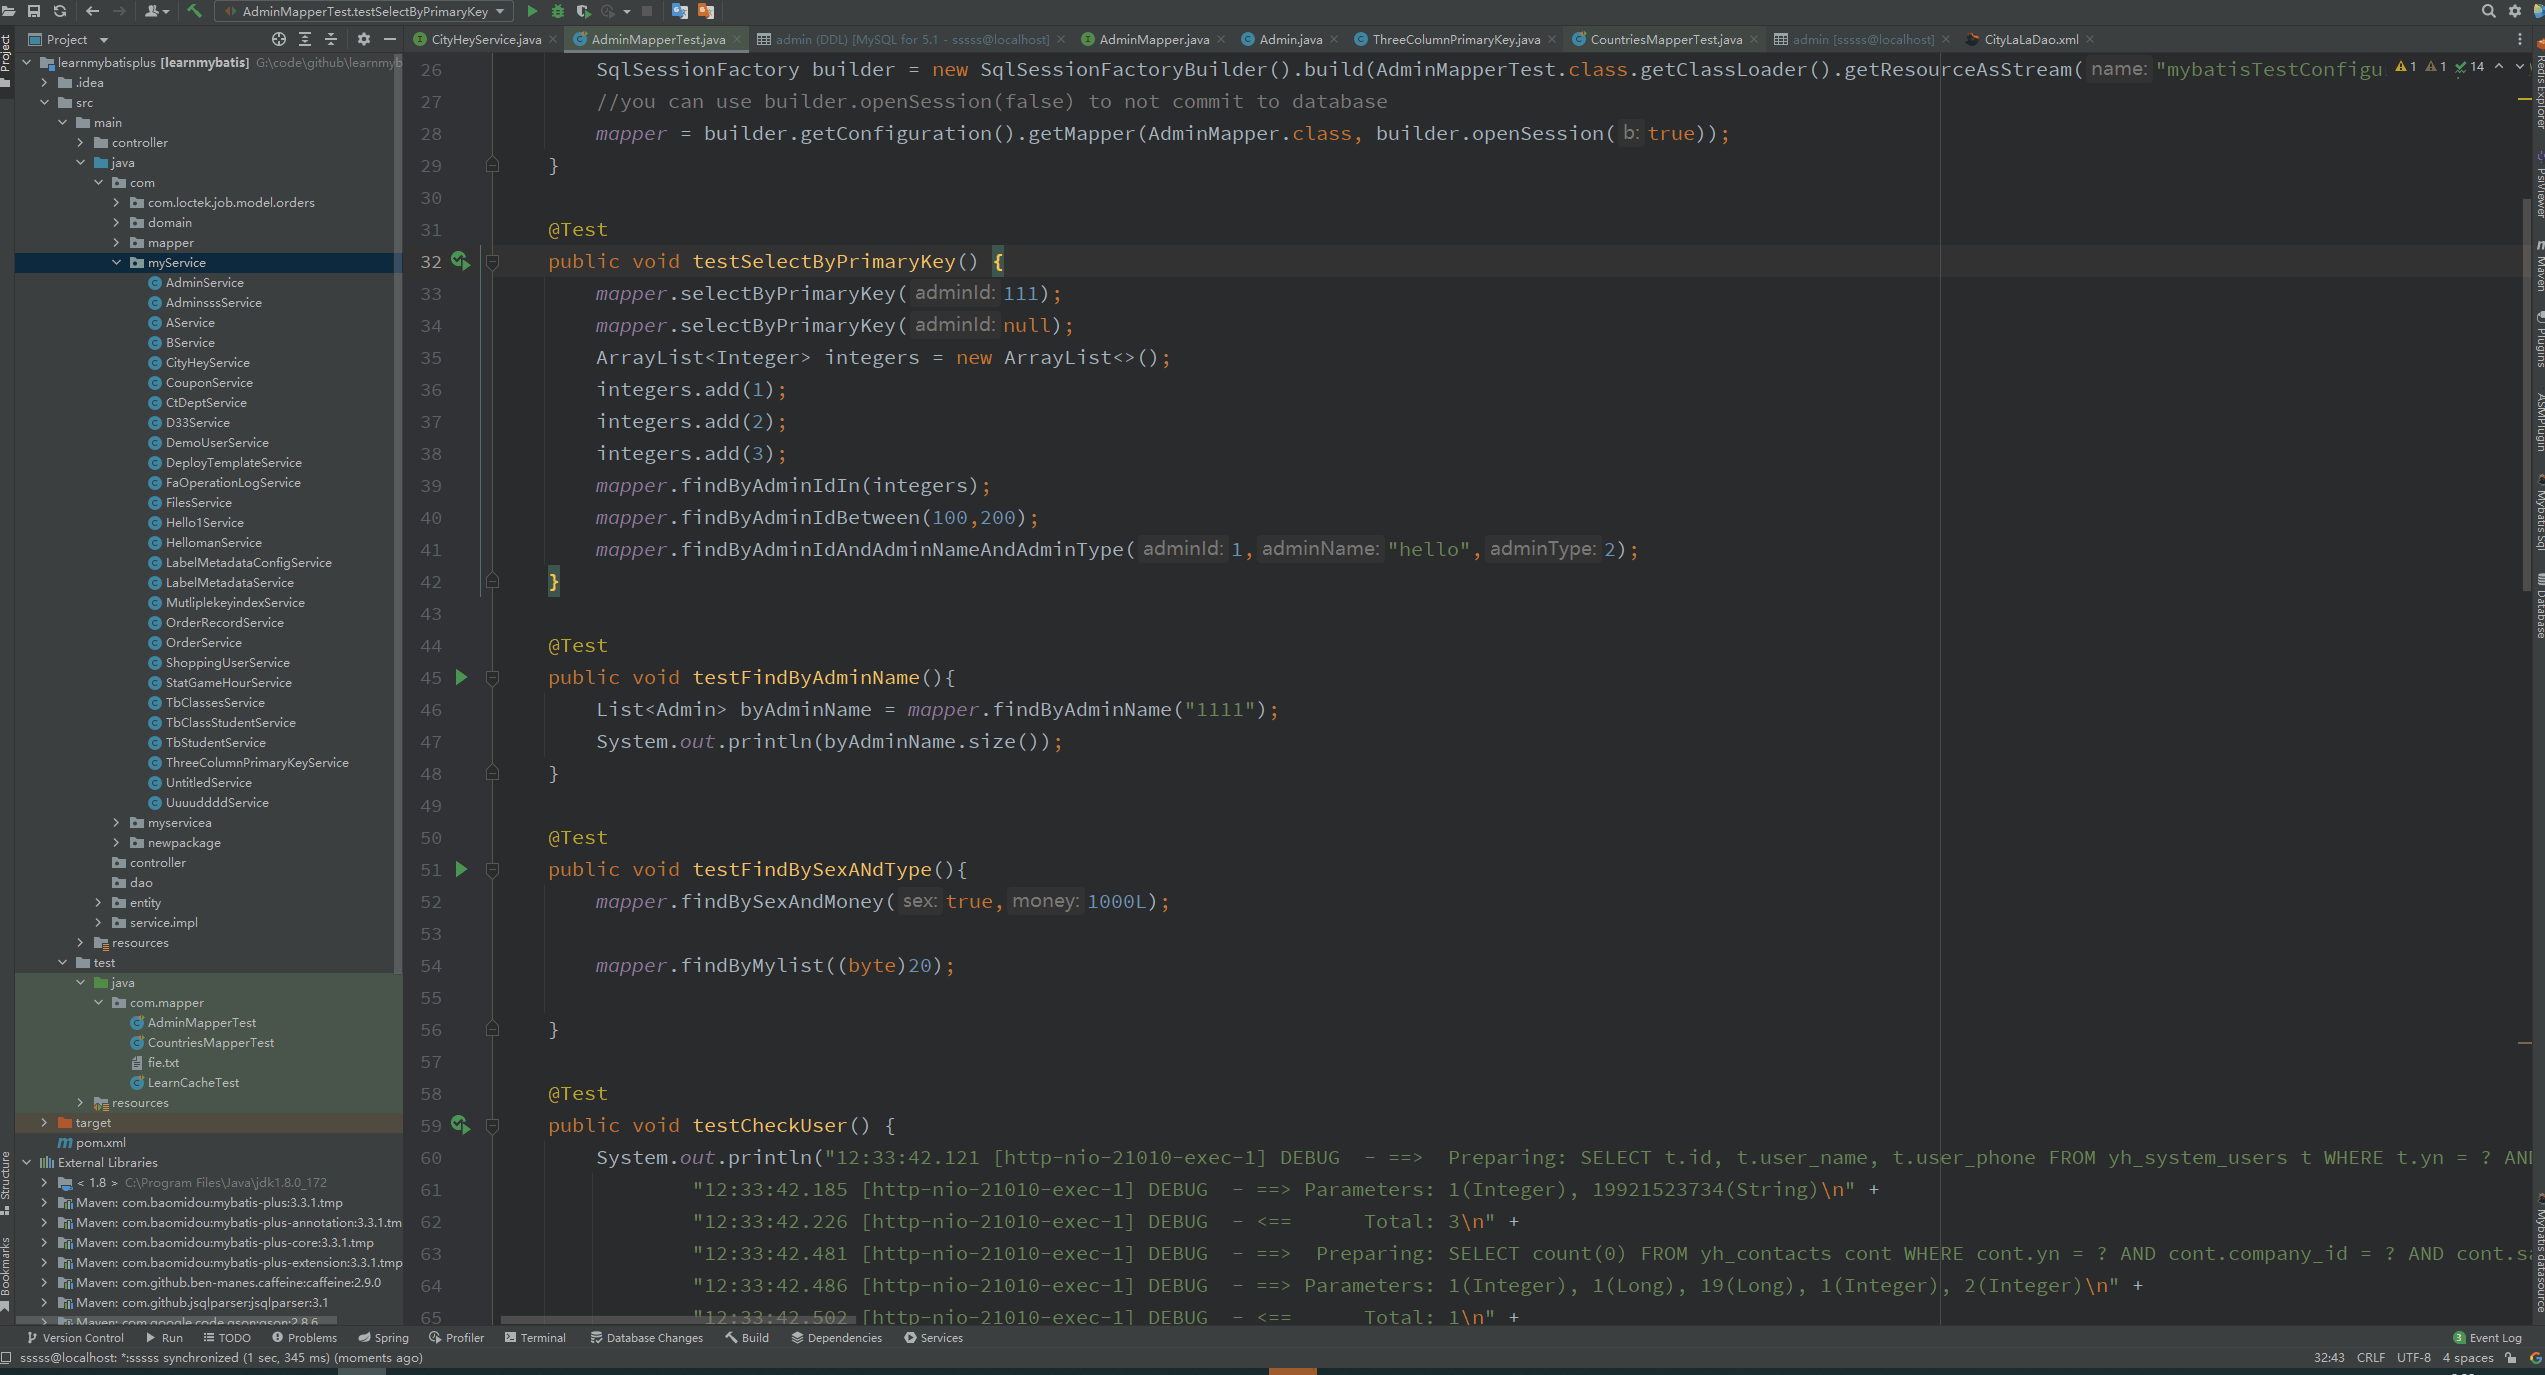 AdminMapperTest.testSelectByPrimaryKey
Project
CityHeyService.java
AdminMapperTest.java
admin (DDL) [MySQL for 5.1 - sssss@localhost]
AdminMapper.java
Admin.java
ThreeColumnPrimaryKey.java
CountriesMapperTest.java
admin [sssss@localhost]
CityLaLaDao.xml
Project
learnmybatisplus [learnmybatis] G:\code\github\learnmyb
.idea
src
main
controller
java
com
com.loctek.job.model.orders
domain
mapper
myService
AdminService
AdminsssService
AService
BService
CityHeyService
CouponService
CtDeptService
D33Service
DemoUserService
DeployTemplateService
FaOperationLogService
FilesService
Hello1Service
HellomanService
LabelMetadataConfigService
LabelMetadataService
MutliplekeyindexService
OrderRecordService
OrderService
ShoppingUserService
StatGameHourService
TbClassesService
TbClassStudentService
TbStudentService
ThreeColumnPrimaryKeyService
UntitledService
UuuuddddService
myservicea
newpackage
controller
dao
entity
service.impl
resources
test
java
com.mapper
AdminMapperTest
CountriesMapperTest
fie.txt
LearnCacheTest
resources
target
pom.xml
External Libraries
< 1.8 > C:\Program Files\Java\jdk1.8.0_172
Maven: com.baomidou:mybatis-plus:3.3.1.tmp
Maven: com.baomidou:mybatis-plus-annotation:3.3.1.tm
Maven: com.baomidou:mybatis-plus-core:3.3.1.tmp
Maven: com.baomidou:mybatis-plus-extension:3.3.1.tmp
Maven: com.github.ben-manes.caffeine:caffeine:2.9.0
Maven: com.github.jsqlparser:jsqlparser:3.1
Maven: com.google.code.gson:gson:2.8.6
Structure
Bookmarks
26 SqlSessionFactory builder = new SqlSessionFactoryBuilder().build(AdminMapperTest.class.getClassLoader().getResourceAsStream( name: "mybatisTestConfigu 1 1 14
27 //you can use builder.openSession(false) to not commit to database
28 mapper = builder.getConfiguration().getMapper(AdminMapper.class, builder.openSession( b: true));
29 }
30
31 @Test
32 public void testSelectByPrimaryKey() {
33 mapper.selectByPrimaryKey( adminId: 111);
34 mapper.selectByPrimaryKey( adminId: null);
35 ArrayList<Integer> integers = new ArrayList<>();
36 integers.add(1);
37 integers.add(2);
38 integers.add(3);
39 mapper.findByAdminIdIn(integers);
40 mapper.findByAdminIdBetween(100,200);
41 mapper.findByAdminIdAndAdminNameAndAdminType( adminId: 1, adminName: "hello", adminType: 2);
42 }
43
44 @Test
45 public void testFindByAdminName(){
46 List<Admin> byAdminName = mapper.findByAdminName("1111");
47 System.out.println(byAdminName.size());
48 }
49
50 @Test
51 public void testFindBySexANdType(){
52 mapper.findBySexAndMoney( sex: true, money: 1000L);
53
54 mapper.findByMylist((byte)20);
55
56 }
57
58 @Test
59 public void testCheckUser() {
60 System.out.println("12:33:42.121 [http-nio-21010-exec-1] DEBUG - ==> Preparing: SELECT t.id, t.user_name, t.user_phone FROM yh_system_users t WHERE t.yn = ? AND
61 "12:33:42.185 [http-nio-21010-exec-1] DEBUG - ==> Parameters: 1(Integer), 19921523734(String)\n" +
62 "12:33:42.226 [http-nio-21010-exec-1] DEBUG - <== Total: 3\n" +
63 "12:33:42.481 [http-nio-21010-exec-1] DEBUG - ==> Preparing: SELECT count(0) FROM yh_contacts cont WHERE cont.yn = ? AND cont.company_id = ? AND cont.sa
64 "12:33:42.486 [http-nio-21010-exec-1] DEBUG - ==> Parameters: 1(Integer), 1(Long), 19(Long), 1(Integer), 2(Integer)\n" +
65 "12:33:42.502 [http-nio-21010-exec-1] DEBUG - <== Total: 1\n" +
Redis Explorer
PsiViewer
Maven
Plugins
ASMPlugin
Mybatis Sql
Database
Mybatis datasource
Version Control
Run
TODO
Problems
Spring
Profiler
Terminal
Database Changes
Build
Dependencies
Services
3 Event Log
sssss@localhost: *:sssss synchronized (1 sec, 345 ms) (moments ago)
32:43 CRLF UTF-8 4 spaces